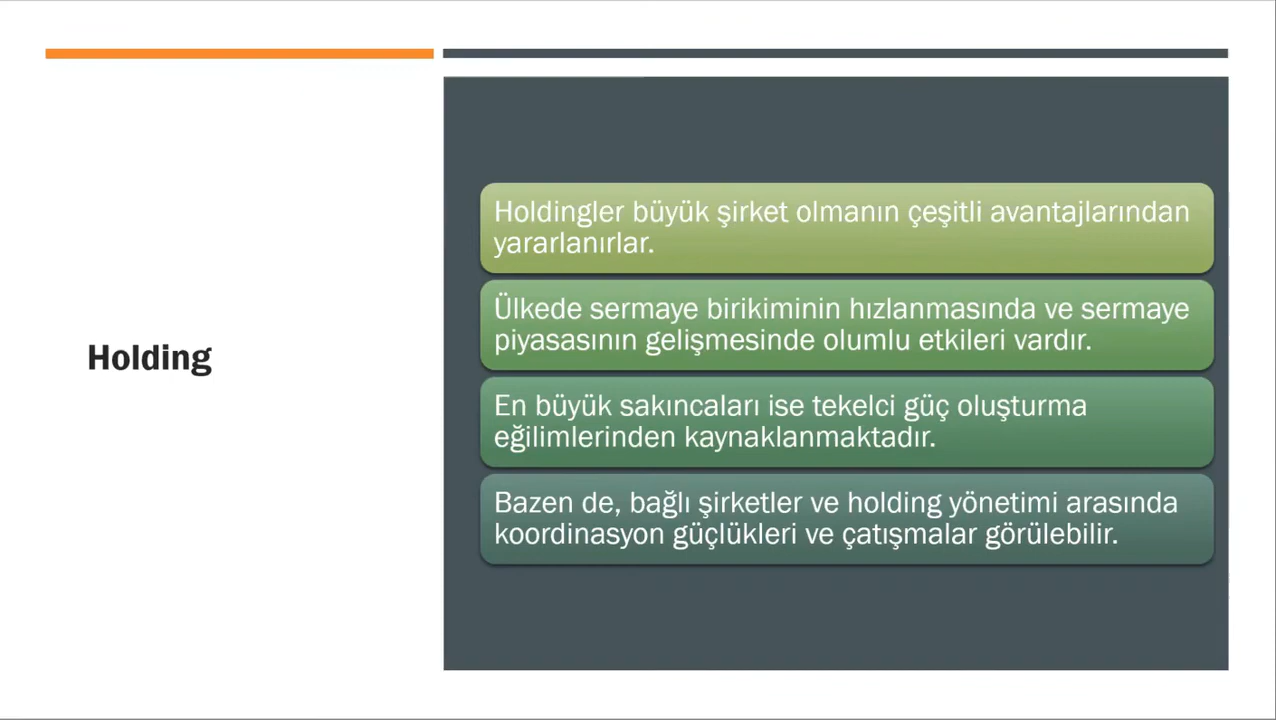 Holding
Holdingler büyük şirket olmanın çeşitli avantajlarından
yararlanırlar.
Ülkede sermaye birikiminin hızlanmasında ve sermaye
piyasasının gelişmesinde olumlu etkileri vardır.
En büyük sakıncaları ise tekelci güç oluşturma
eğilimlerinden kaynaklanmaktadır.
Bazen de, bağlı şirketler ve holding yönetimi arasında
koordinasyon güçlükleri ve çatışmalar görülebilir.